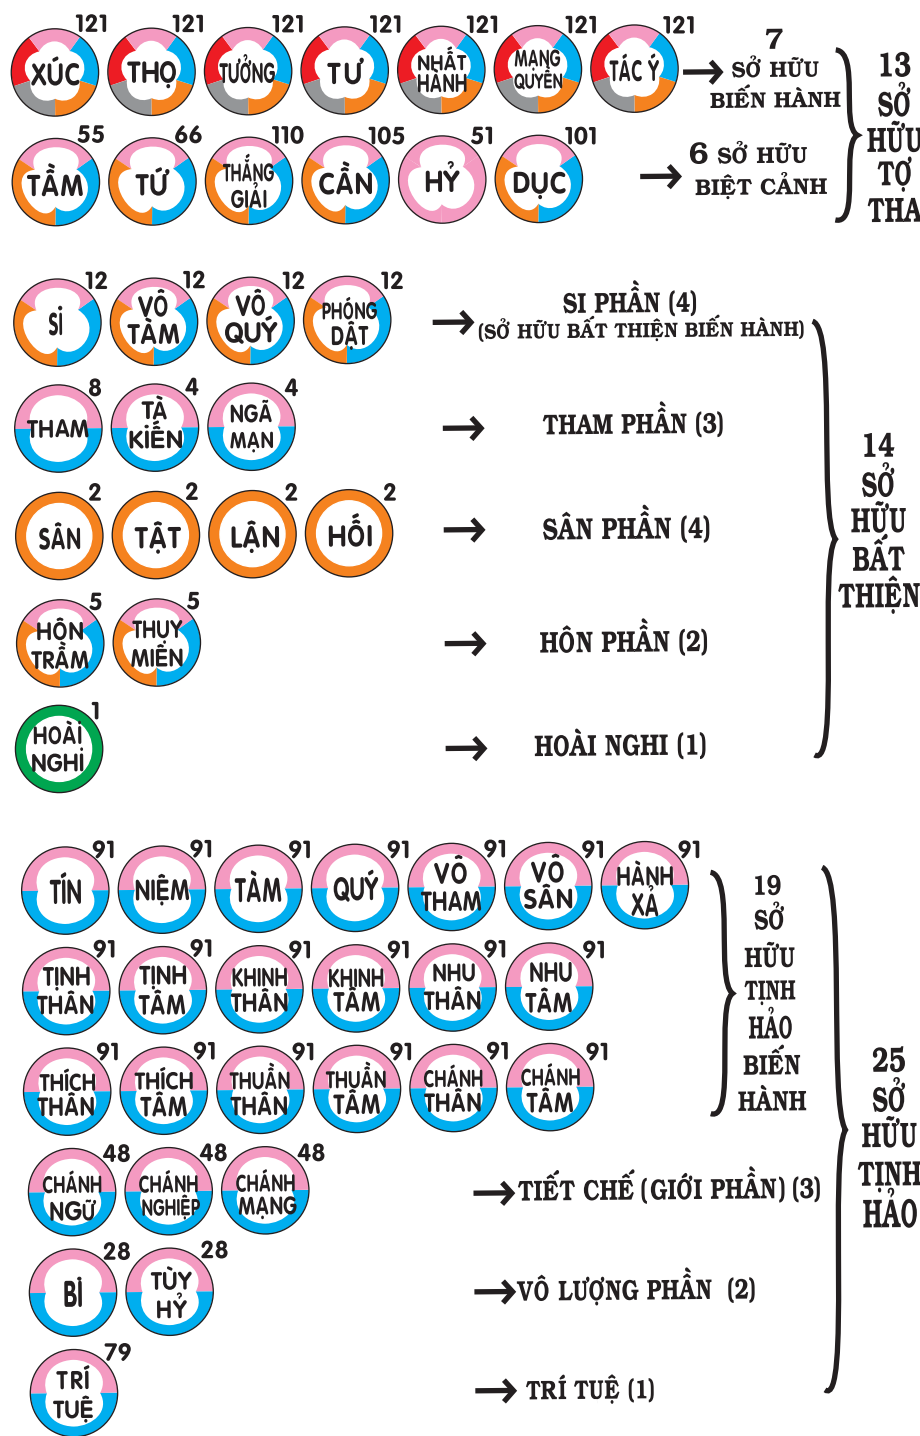 121 121 121 121 121 121 121
XÚC THỌ TƯỞNG TƯ NHẤT HÀNH MẠNG QUYỀN TÁC Ý
7
SỞ HỮU
BIẾN HÀNH
55 66 110 105 51 101
TẦM TỨ THẮNG GIẢI CẦN HỶ DỤC
6 SỞ HỮU
BIỆT CẢNH
13
SỞ
HỮU
TỢ
THA
12 12 12 12
SI VÔ TÀM VÔ QUÝ PHÓNG DẬT
SI PHẦN (4)
(SỞ HỮU BẤT THIỆN BIẾN HÀNH)
8 4 4
THAM TÀ KIẾN NGÃ MẠN
THAM PHẦN (3)
2 2 2 2
SÂN TẬT LẬN HỐI
SÂN PHẦN (4)
5 5
HÔN TRẦM THỤY MIÊN
HÔN PHẦN (2)
1
HOÀI NGHI
HOÀI NGHI (1)
14
SỞ
HỮU
BẤT
THIỆN
91 91 91 91 91 91 91
TÍN NIỆM TÀM QUÝ VÔ THAM VÔ SÂN HÀNH XẢ
91 91 91 91 91 91
TỊNH THÂN TỊNH TÂM KHINH THÂN KHINH TÂM NHU THÂN NHU TÂM
91 91 91 91 91 91
THÍCH THÂN THÍCH TÂM THUẦN THÂN THUẦN TÂM CHÁNH THÂN CHÁNH TÂM
19
SỞ
HỮU
TỊNH
HẢO
BIẾN
HÀNH
48 48 48
CHÁNH NGỮ CHÁNH NGHIỆP CHÁNH MẠNG
TIẾT CHẾ (GIỚI PHẦN) (3)
28 28
BI TÙY HỶ
VÔ LƯỢNG PHẦN (2)
79
TRÍ TUỆ
TRÍ TUỆ (1)
25
SỞ
HỮU
TỊNH
HẢO